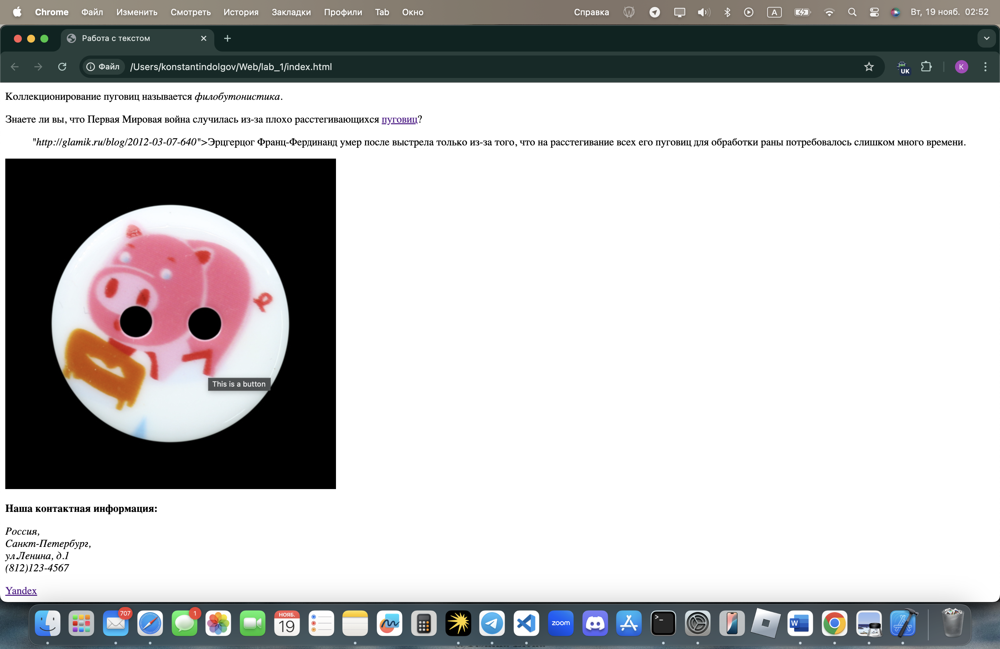 Chrome Файл Изменить Смотреть История Закладки Профили Tab Окно Справка A Вт, 19 нояб. 02:52
Работа с текстом
Файл /Users/konstantindolgov/Web/lab_1/index.html UK K
Коллекционирование пуговиц называется филобутонистика.
Знаете ли вы, что Первая Мировая война случилась из-за плохо расстегивающихся пуговиц?
"http://glamik.ru/blog/2012-03-07-640">Эрцгерцог Франц-Фердинанд умер после выстрела только из-за того, что на расстегивание всех его пуговиц для обработки раны потребовалось слишком много времени.
This is a button
Наша контактная информация:
Россия,
Санкт-Петербург,
ул.Ленина, д.1
(812)123-4567
Yandex
707 1 НОЯБ. 19 zoom >_ W